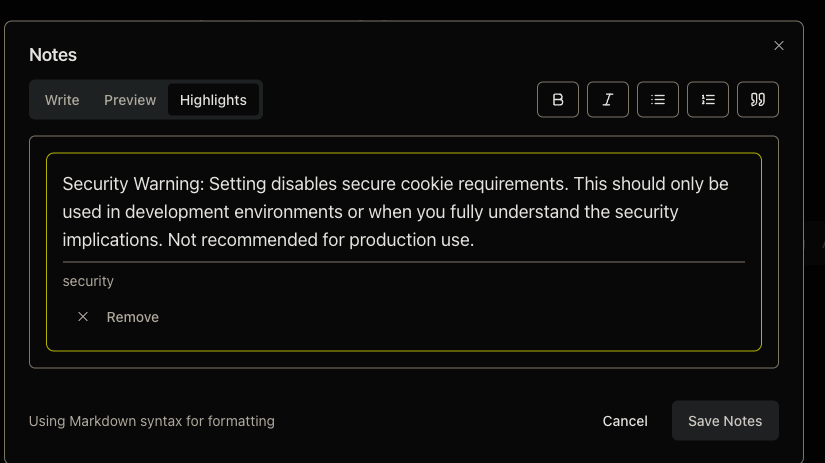 Notes
Write Preview Highlights
Security Warning: Setting disables secure cookie requirements. This should only be
used in development environments or when you fully understand the security
implications. Not recommended for production use.
security
Remove
Using Markdown syntax for formatting
Cancel
Save Notes